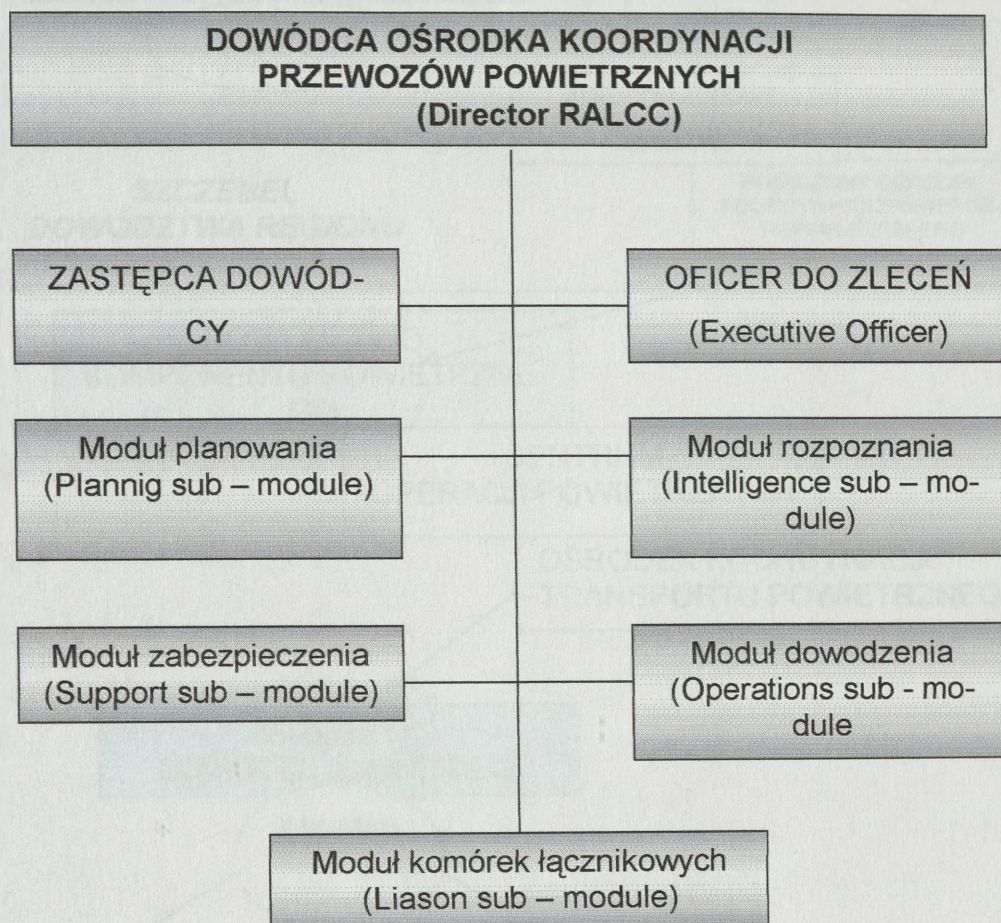 DOWÓDCA OŚRODKA KOORDYNACJI
PRZEWOZÓW POWIETRZNYCH
(Director RALCC)
ZASTĘPCA DOWÓD-
CY
OFICER DO ZLECEŃ
(Executive Officer)
Moduł planowania
(Plannig sub – module)
Moduł rozpoznania
(Intelligence sub – mo-
dule)
Moduł zabezpieczenia
(Support sub – module)
Moduł dowodzenia
(Operations sub - mo-
dule
Moduł komórek łącznikowych
(Liason sub – module)